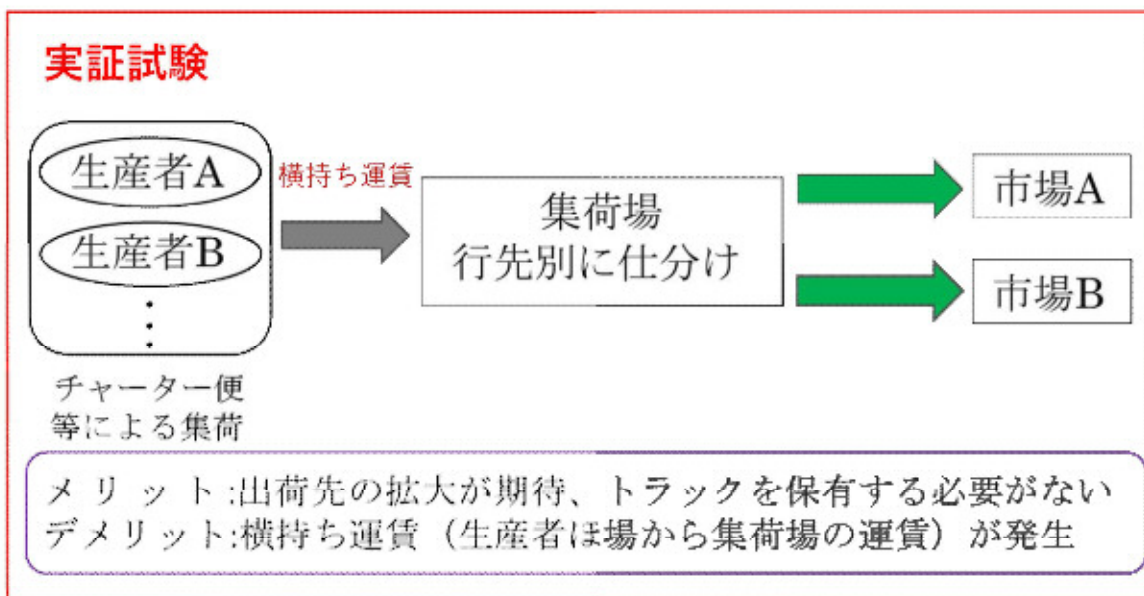 実証試験
生産者A
生産者B
横持ち運賃
集荷場
行先別に仕分け
市場A
市場B
チャーター便
等による集荷
メリット:出荷先の拡大が期待、トラックを保有する必要がない
デメリット:横持ち運賃（生産者ほ場から集荷場の運賃）が発生